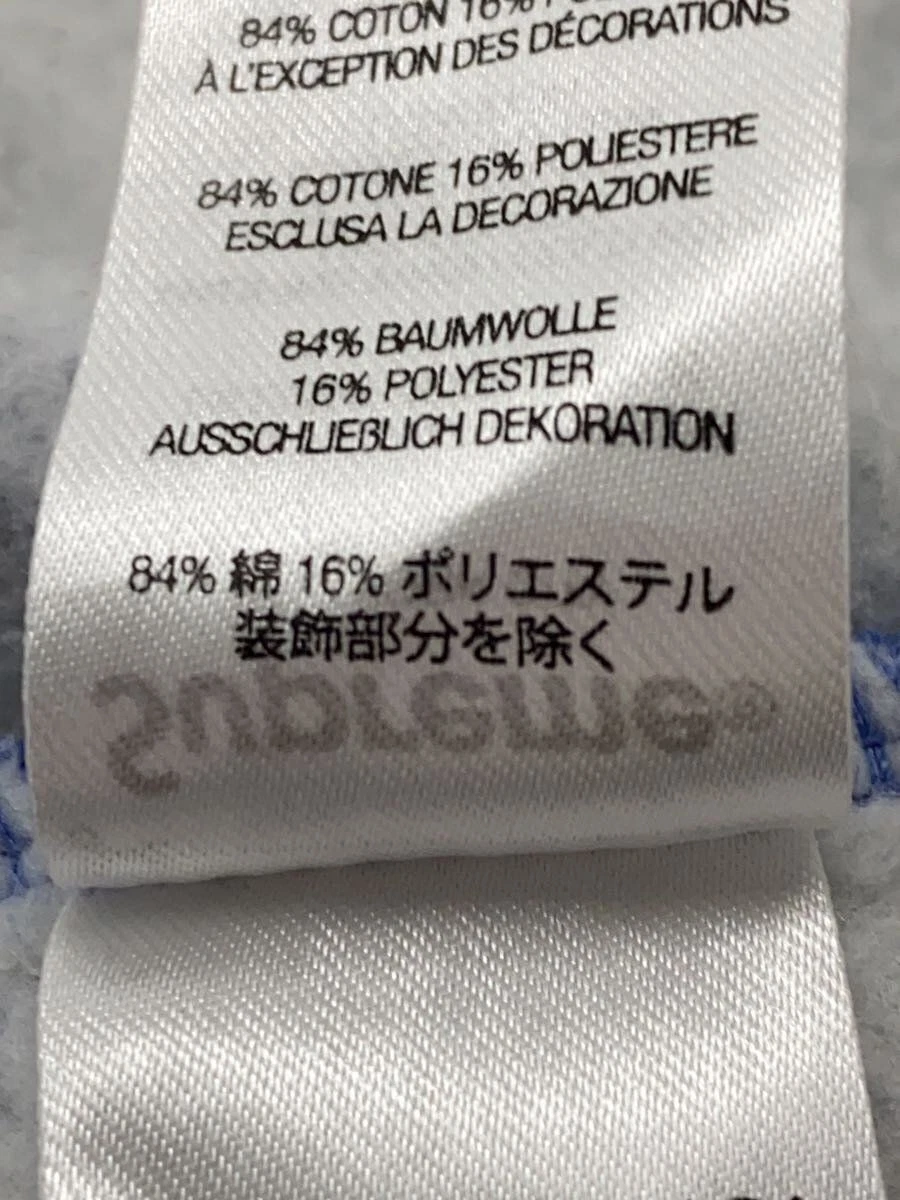 84% COTON 16%
À L'EXCEPTION DES DÉCORATIONS
84% COTONE 16% POLIESTERE
ESCLUSA LA DECORAZIONE
84% BAUMWOLLE
16% POLYESTER
AUSSCHLIEßLICH DEKORATION
84% 綿 16% ポリエステル
装飾部分を除く
Supreme®